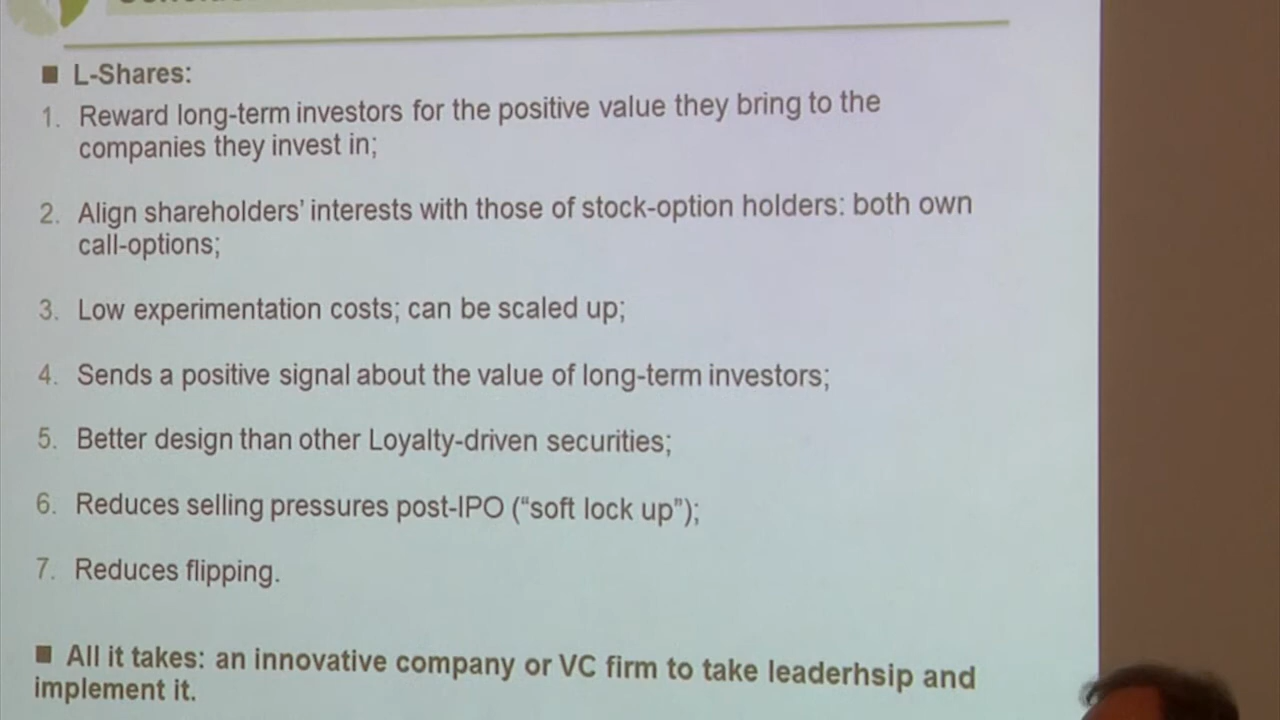 ■ L-Shares:
1. Reward long-term investors for the positive value they bring to the
companies they invest in;
2. Align shareholders' interests with those of stock-option holders: both own
call-options;
3. Low experimentation costs; can be scaled up;
4. Sends a positive signal about the value of long-term investors;
5. Better design than other Loyalty-driven securities;
6. Reduces selling pressures post-IPO (“soft lock up”);
7. Reduces flipping.
■ All it takes: an innovative company or VC firm to take leaderhsip and
implement it.